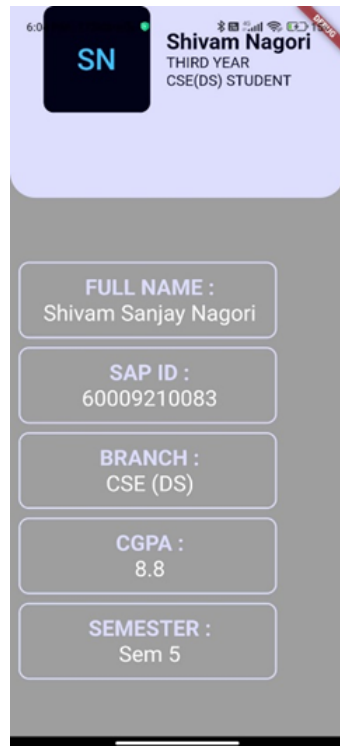 SN
Shivam Nagori
THIRD YEAR
CSE(DS) STUDENT
DEBUG
FULL NAME :
Shivam Sanjay Nagori
SAP ID :
60009210083
BRANCH :
CSE (DS)
CGPA :
8.8
SEMESTER :
Sem 5